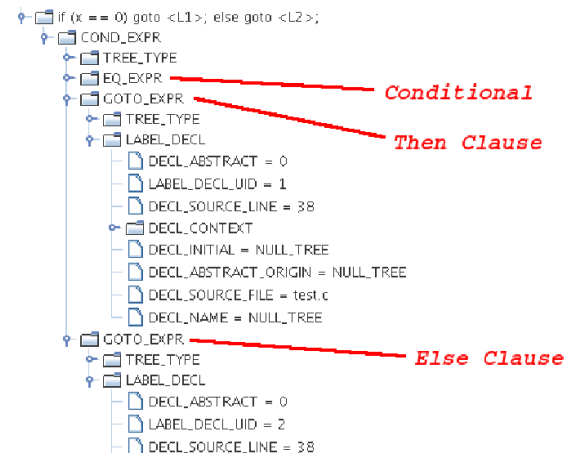 if (x == 0) goto <L1>; else goto <L2>;
COND_EXPR
TREE_TYPE
EQ_EXPR
Conditional
GOTO_EXPR
TREE_TYPE
Then Clause
LABEL_DECL
DECL_ABSTRACT = 0
LABEL_DECL_UID = 1
DECL_SOURCE_LINE = 38
DECL_CONTEXT
DECL_INITIAL = NULL_TREE
DECL_ABSTRACT_ORIGIN = NULL_TREE
DECL_SOURCE_FILE = test.c
DECL_NAME = NULL_TREE
GOTO_EXPR
TREE_TYPE
Else Clause
LABEL_DECL
DECL_ABSTRACT = 0
LABEL_DECL_UID = 2
DECL_SOURCE_LINE = 38